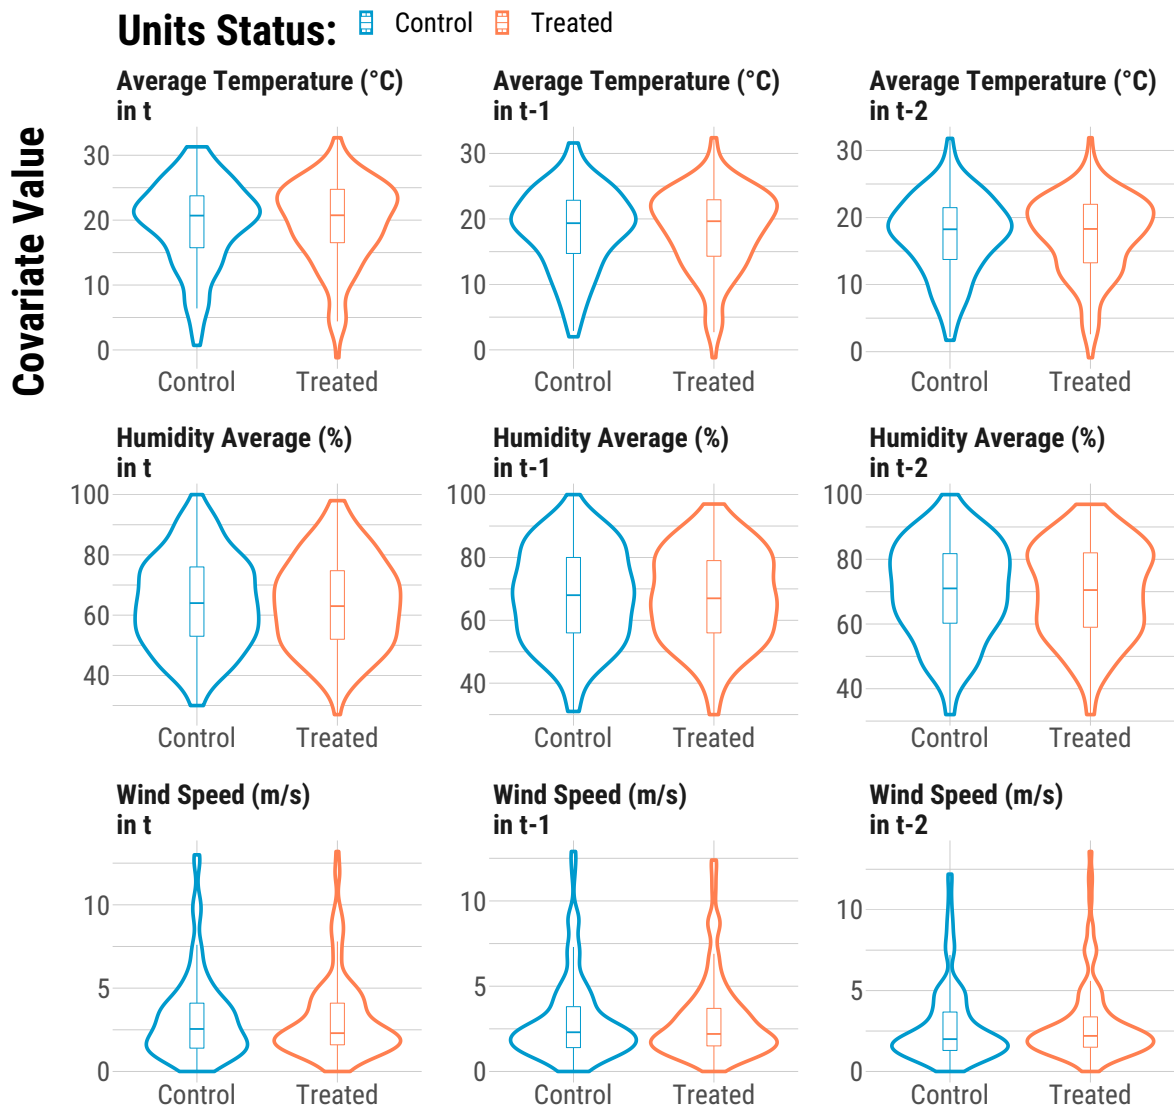 Units Status: Control Treated
Covariate Value
Average Temperature (°C)
in t
30
20
10
0
Control Treated
Average Temperature (°C)
in t-1
30
20
10
0
Control Treated
Average Temperature (°C)
in t-2
30
20
10
0
Control Treated
Humidity Average (%)
in t
100
80
60
40
Control Treated
Humidity Average (%)
in t-1
100
80
60
40
Control Treated
Humidity Average (%)
in t-2
100
80
60
40
Control Treated
Wind Speed (m/s)
in t
10
5
0
Control Treated
Wind Speed (m/s)
in t-1
10
5
0
Control Treated
Wind Speed (m/s)
in t-2
10
5
0
Control Treated